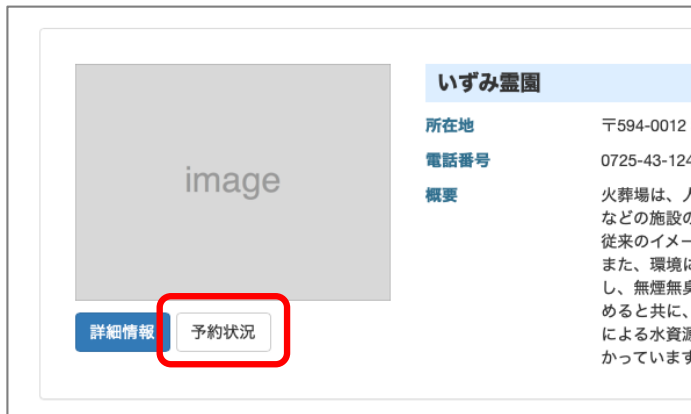 image
詳細情報
予約状況
いずみ霊園
所在地
〒594-0012
電話番号
0725-43-124
概要
火葬場は、人
などの施設の
従来のイメー
また、環境に
し、無煙無臭
めると共に、
による水資源
かっています